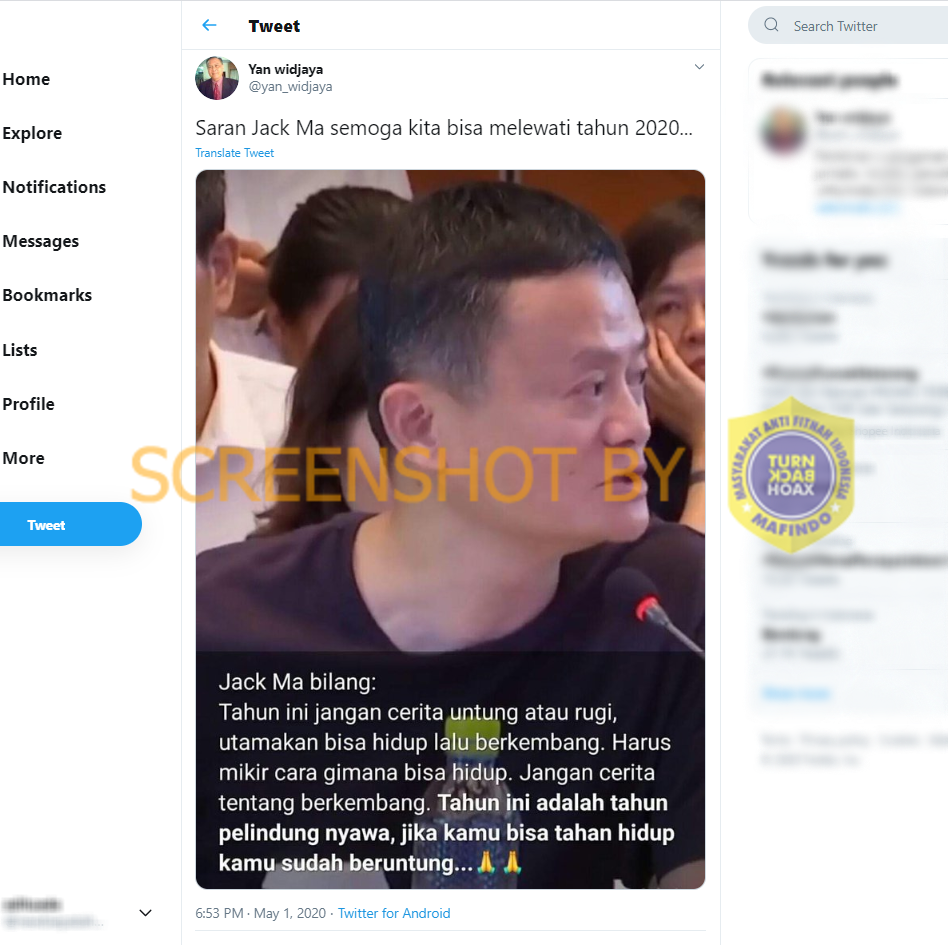 Tweet
Search Twitter
Home
Explore
Notifications
Messages
Bookmarks
Lists
Profile
More
Tweet
Yan widjaya
@yan_widjaya
Saran Jack Ma semoga kita bisa melewati tahun 2020...
Translate Tweet
SCREENSHOT BY
MASYARAKAT ANTI FITNAH INDONESIA
TURN
BACK
HOAX
MAFINDO
Jack Ma bilang:
Tahun ini jangan cerita untung atau rugi,
utamakan bisa hidup lalu berkembang. Harus
mikir cara gimana bisa hidup. Jangan cerita
tentang berkembang. Tahun ini adalah tahun
pelindung nyawa, jika kamu bisa tahan hidup
kamu sudah beruntung...🙏🙏
6:53 PM · May 1, 2020 · Twitter for Android
Relevant people
Trends for you